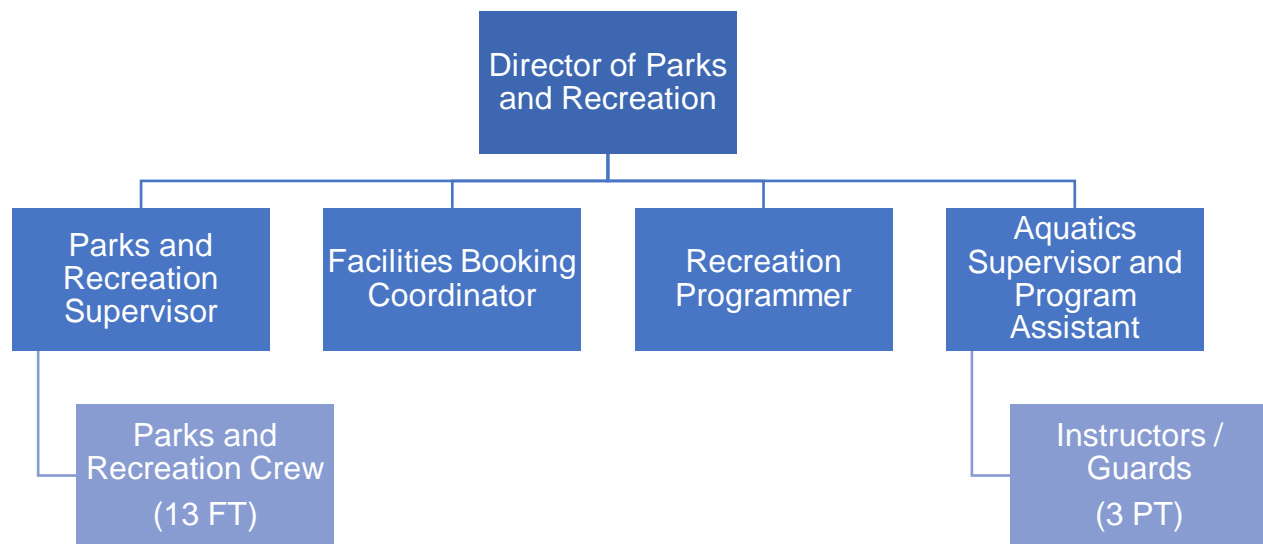 Director of Parks
and Recreation
Parks and
Recreation
Supervisor
Facilities Booking
Coordinator
Recreation
Programmer
Aquatics
Supervisor and
Program
Assistant
Parks and
Recreation Crew
(13 FT)
Instructors /
Guards
(3 PT)